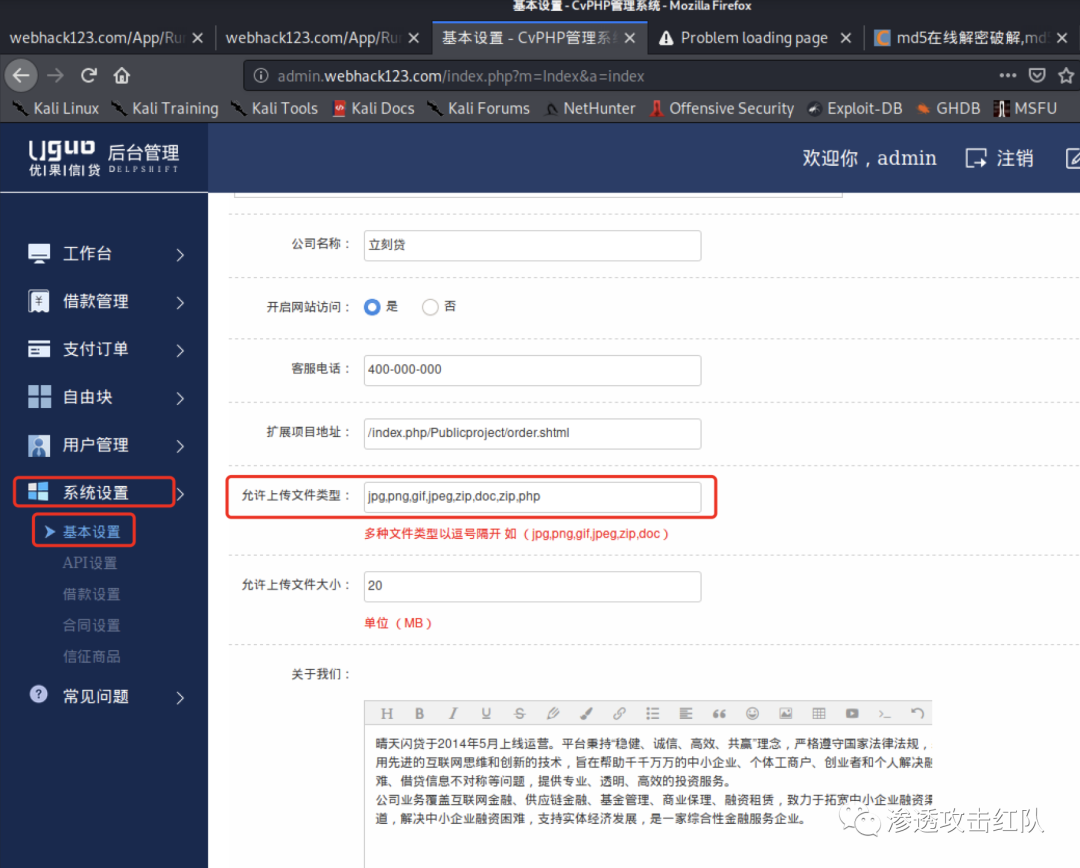 基本设置 - CvPHP管理系统 - Mozilla Firefox
webhack123.com/App/Ru
webhack123.com/App/Ru
基本设置 - CvPHP管理系
Problem loading page
md5在线解密破解,md5
admin.webhack123.com/index.php?m=Index&a=index
Kali Linux
Kali Training
Kali Tools
Kali Docs
Kali Forums
NetHunter
Offensive Security
Exploit-DB
GHDB
MSFU
优|果|信|贷
后台管理
DELPSHIFT
欢迎你，admin
注销
工作台
借款管理
支付订单
自由块
用户管理
系统设置
基本设置
API设置
借款设置
合同设置
信征商品
常见问题
公司名称： 立刻贷
开启网站访问： 是 否
客服电话： 400-000-000
扩展项目地址： /index.php/Publicproject/order.shtml
允许上传文件类型： jpg,png,gif,jpeg,zip,doc,zip,php
多种文件类型以逗号隔开 如（jpg,png,gif,jpeg,zip,doc）
允许上传文件大小： 20
单位（MB）
关于我们：
晴天闪贷于2014年5月上线运营。平台秉持“稳健、诚信、高效、共赢”理念，严格遵守国家法律法规，
用先进的互联网思维和创新的技术，旨在帮助千千万万的中小企业、个体工商户、创业者和个人解决融
难、借贷信息不对称等问题，提供专业、透明、高效的投资服务。
公司业务覆盖互联网金融、供应链金融、基金管理、商业保理、融资租赁，致力于拓宽中小企业融资渠
道，解决中小企业融资困难，支持实体经济发展，是一家综合性金融服务企业。
渗透攻击红队